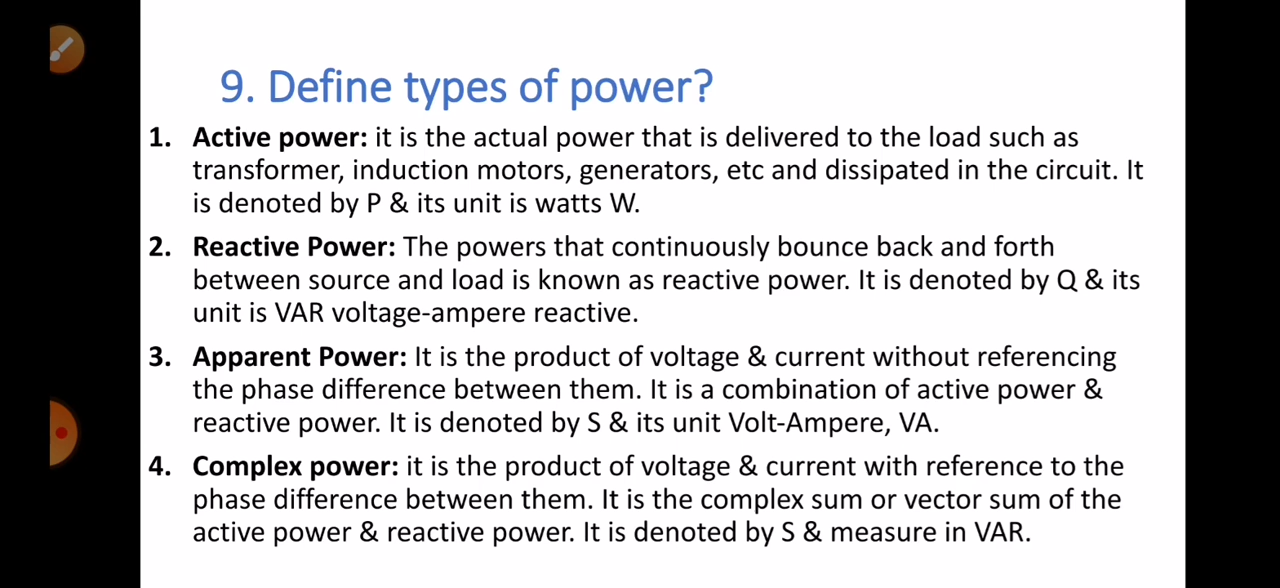 9. Define types of power?
1. Active power: it is the actual power that is delivered to the load such as
transformer, induction motors, generators, etc and dissipated in the circuit. It
is denoted by P & its unit is watts W.
2. Reactive Power: The powers that continuously bounce back and forth
between source and load is known as reactive power. It is denoted by Q & its
unit is VAR voltage-ampere reactive.
3. Apparent Power: It is the product of voltage & current without referencing
the phase difference between them. It is a combination of active power &
reactive power. It is denoted by S & its unit Volt-Ampere, VA.
4. Complex power: it is the product of voltage & current with reference to the
phase difference between them. It is the complex sum or vector sum of the
active power & reactive power. It is denoted by S & measure in VAR.